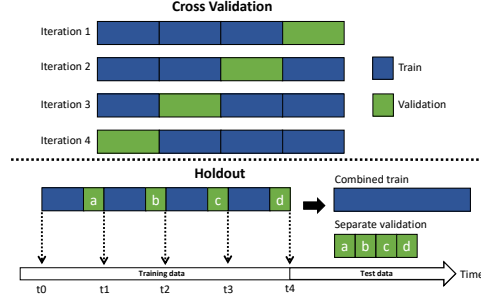 Cross Validation
Iteration 1
Iteration 2
Iteration 3
Iteration 4
Train
Validation
Holdout
a b c d
Combined train
Separate validation
a b c d
Training data Test data Time
t0 t1 t2 t3 t4